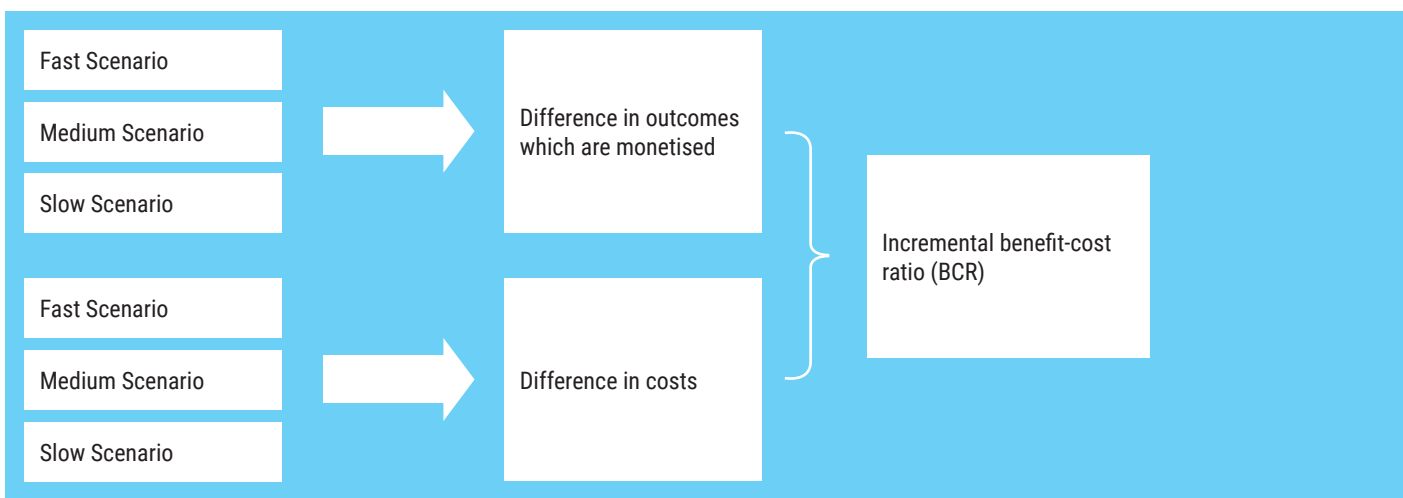 Fast Scenario
Medium Scenario
Slow Scenario
Difference in outcomes
which are monetised
Fast Scenario
Medium Scenario
Slow Scenario
Difference in costs
Incremental benefit-cost
ratio (BCR)